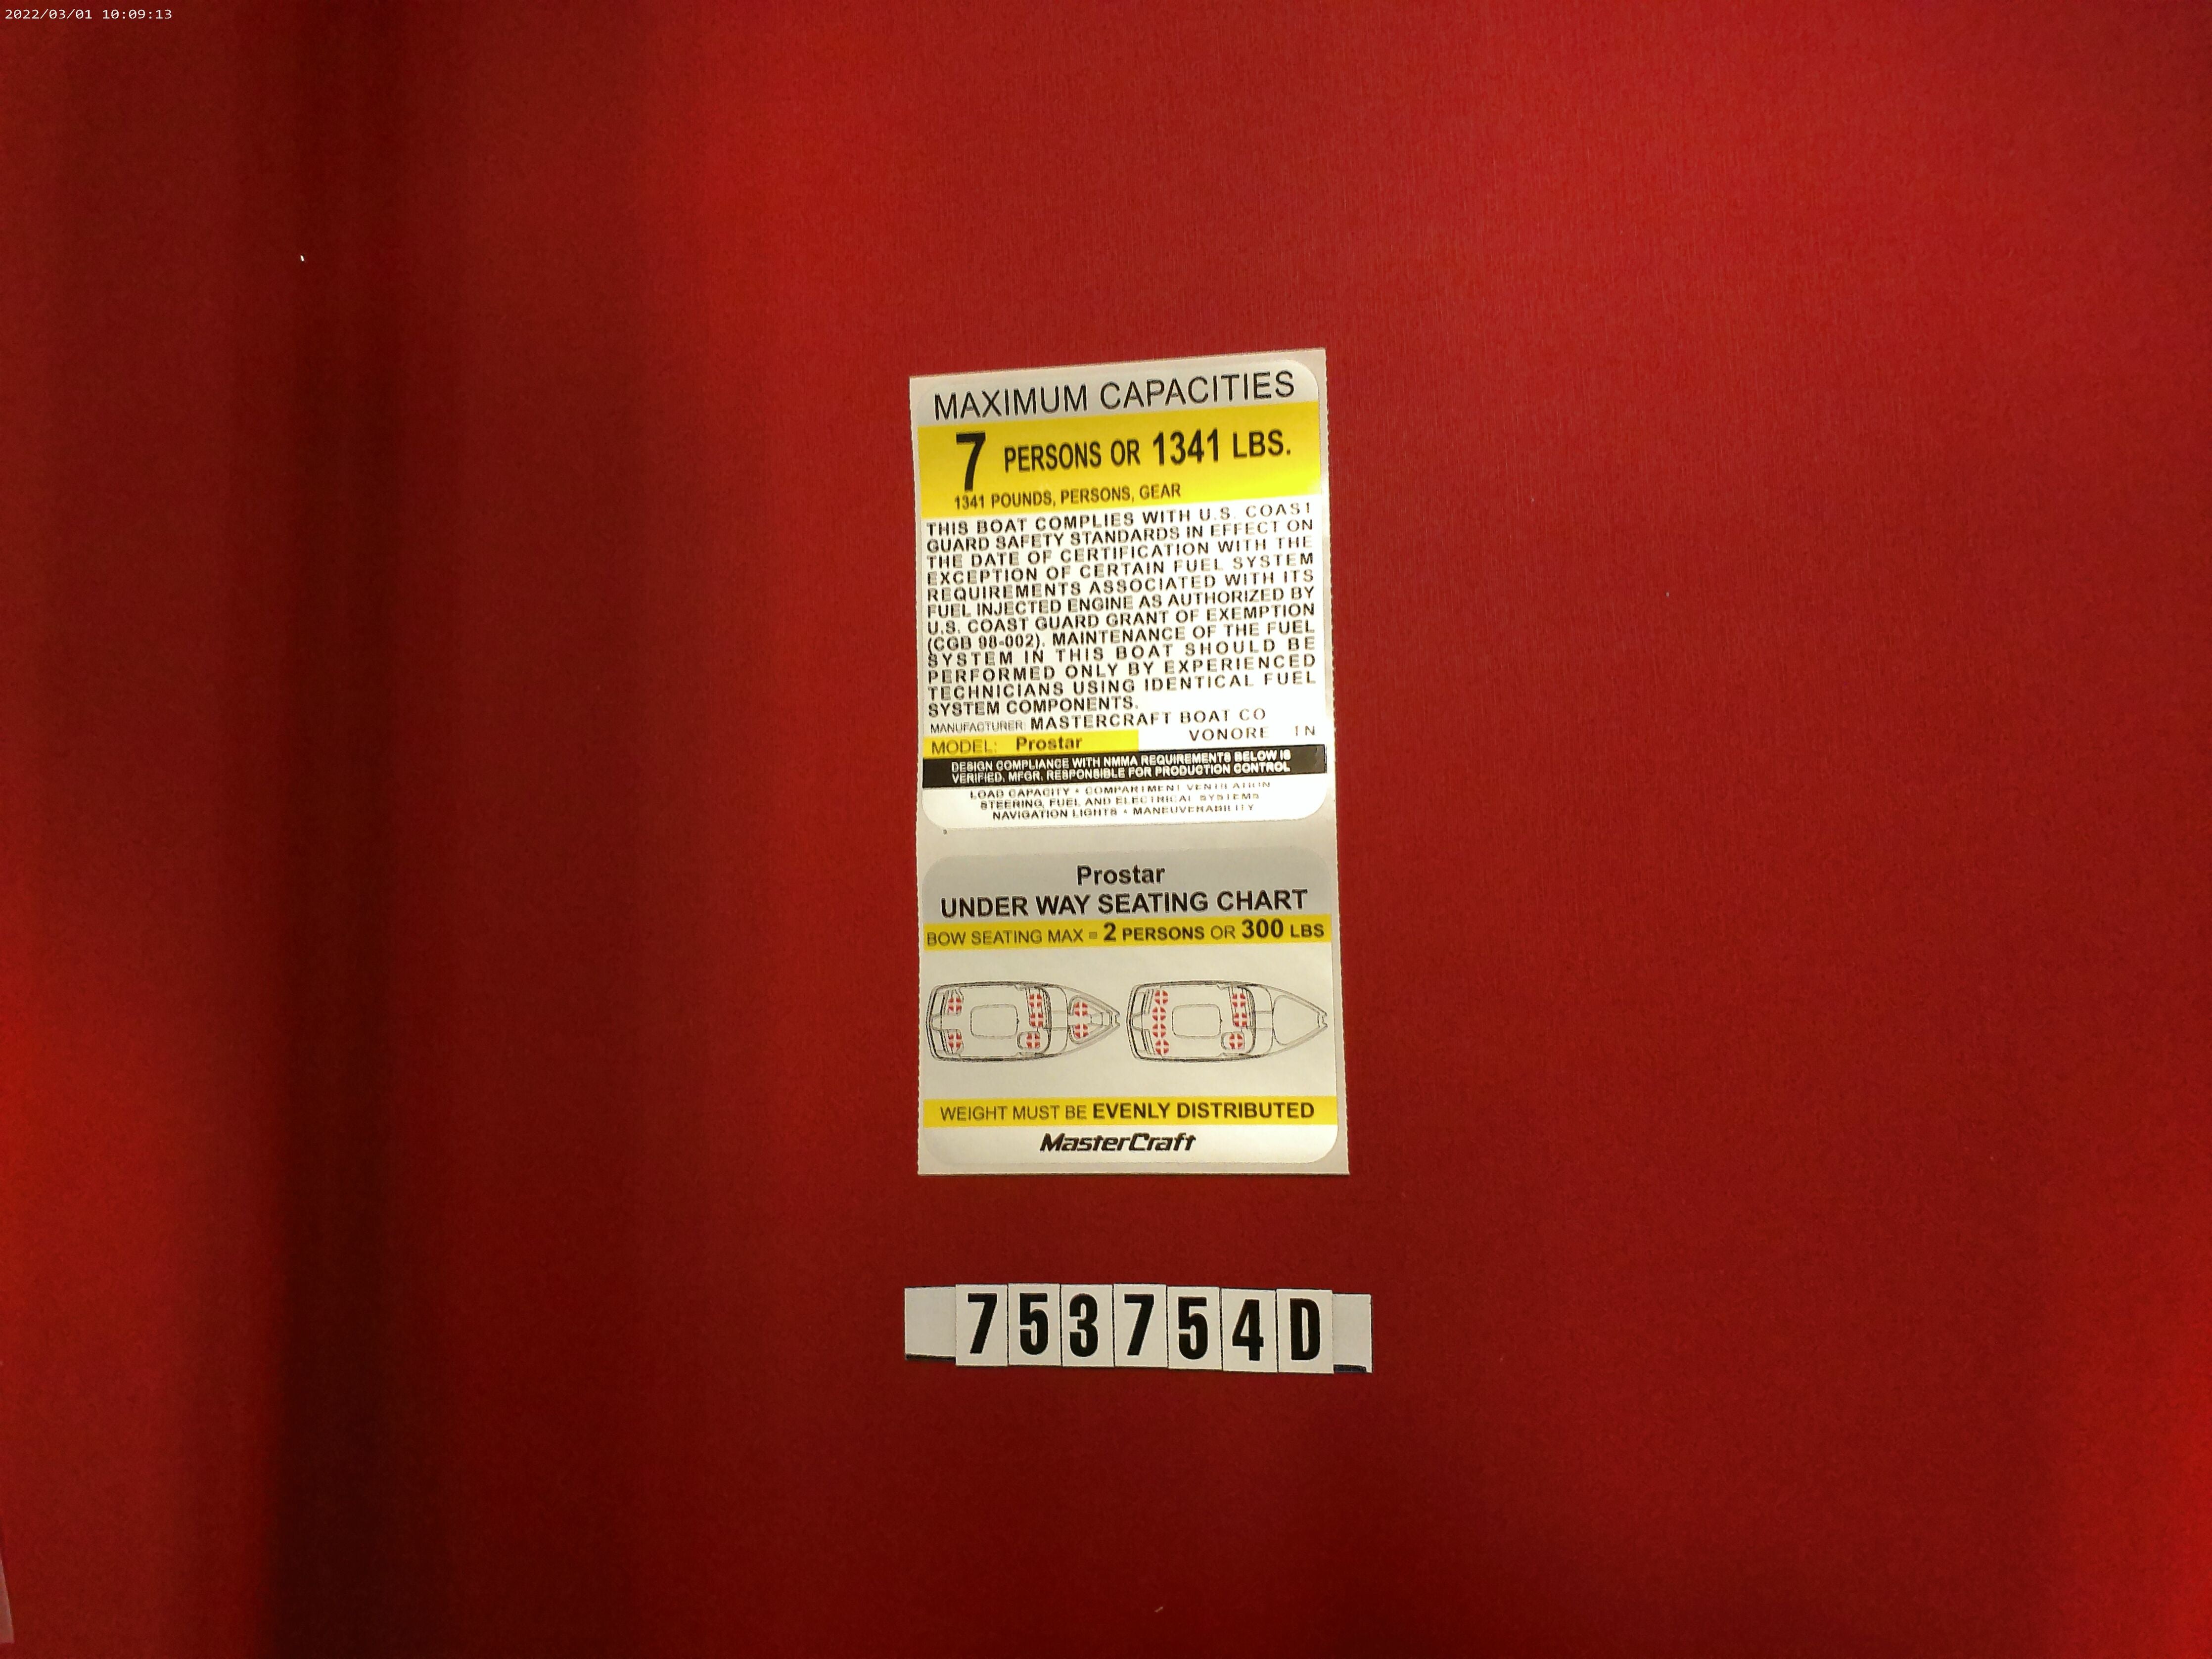 2022/03/01 10:09:13
MAXIMUM CAPACITIES
7 PERSONS OR 1341 LBS.
1341 POUNDS, PERSONS, GEAR
THIS BOAT COMPLIES WITH U.S. COAST
GUARD SAFETY STANDARDS IN EFFECT ON
THE DATE OF CERTIFICATION WITH THE
EXCEPTION OF CERTAIN FUEL SYSTEM
REQUIREMENTS ASSOCIATED WITH ITS
FUEL INJECTED ENGINE AS AUTHORIZED BY
U.S. COAST GUARD GRANT OF EXEMPTION
(CGB 98-002). MAINTENANCE OF THE FUEL
SYSTEM IN THIS BOAT SHOULD BE
PERFORMED ONLY BY EXPERIENCED
TECHNICIANS USING IDENTICAL FUEL
SYSTEM COMPONENTS.
MANUFACTURER: MASTERCRAFT BOAT CO
VONORE
MODEL: Prostar
DESIGN COMPLIANCE WITH NMMA REQUIREMENTS BELOW IS
VERIFIED. MFGR. RESPONSIBLE FOR PRODUCTION CONTROL
LOAD CAPACITY • COMPARTMENT VENTILATION
STEERING, FUEL AND ELECTRICAL SYSTEMS
NAVIGATION LIGHTS • MANEUVERABILITY
Prostar
UNDER WAY SEATING CHART
BOW SEATING MAX = 2 PERSONS OR 300 LBS
WEIGHT MUST BE EVENLY DISTRIBUTED
MasterCraft
753754D